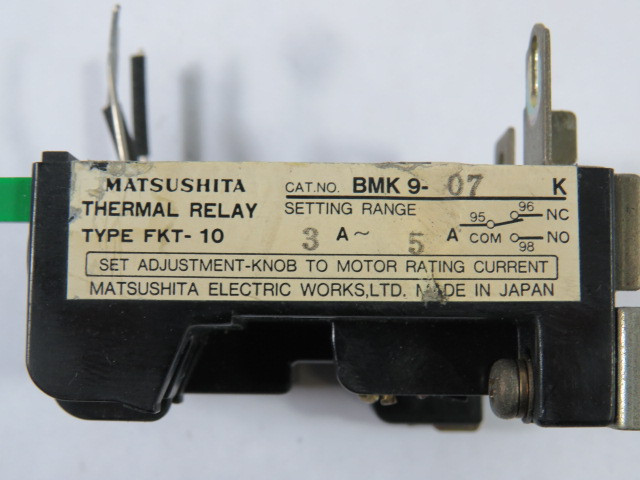 MATSUSHITA CAT.NO. BMK 9- 07 K
THERMAL RELAY SETTING RANGE 95 96 NC
TYPE FKT- 10 3 A~ 5 A COM 98 NO
SET ADJUSTMENT-KNOB TO MOTOR RATING CURRENT
MATSUSHITA ELECTRIC WORKS,LTD. MADE IN JAPAN